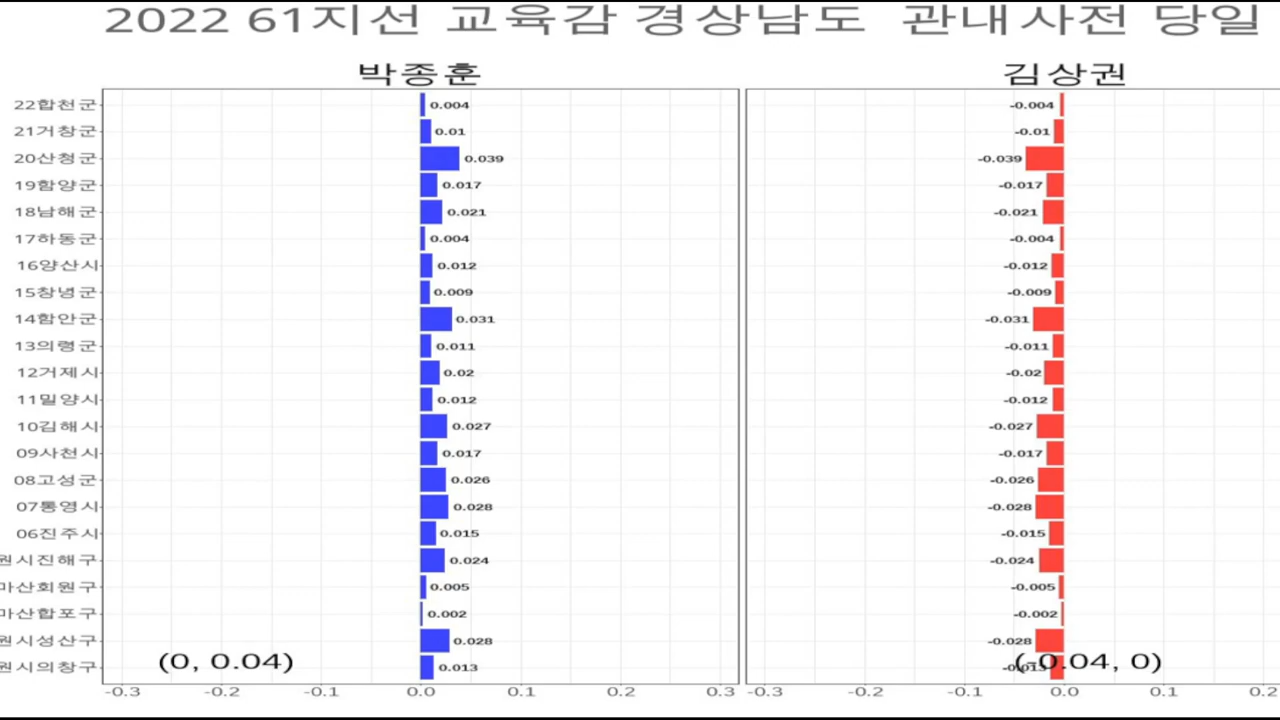 2022 61지선 교육감 경상남도 관내사전 당일
박종훈 김상권
22합천군 0.004 -0.004
21거창군 0.01 -0.01
20산청군 0.039 -0.039
19함양군 0.017 -0.017
18남해군 0.021 -0.021
17하동군 0.004 -0.004
16양산시 0.012 -0.012
15창녕군 0.009 -0.009
14함안군 0.031 -0.031
13의령군 0.011 -0.011
12거제시 0.02 -0.02
11밀양시 0.012 -0.012
10김해시 0.027 -0.027
09사천시 0.017 -0.017
08고성군 0.026 -0.026
07통영시 0.028 -0.028
06진주시 0.015 -0.015
원시진해구 0.024 -0.024
마산회원구 0.005 -0.005
마산합포구 0.002 -0.002
원시성산구 0.028 -0.028
원시의창구 (0, 0.04) 0.013 -0.013 (-0.04, 0)
-0.3 -0.2 -0.1 0.0 0.1 0.2 0.3 -0.3 -0.2 -0.1 0.0 0.1 0.2